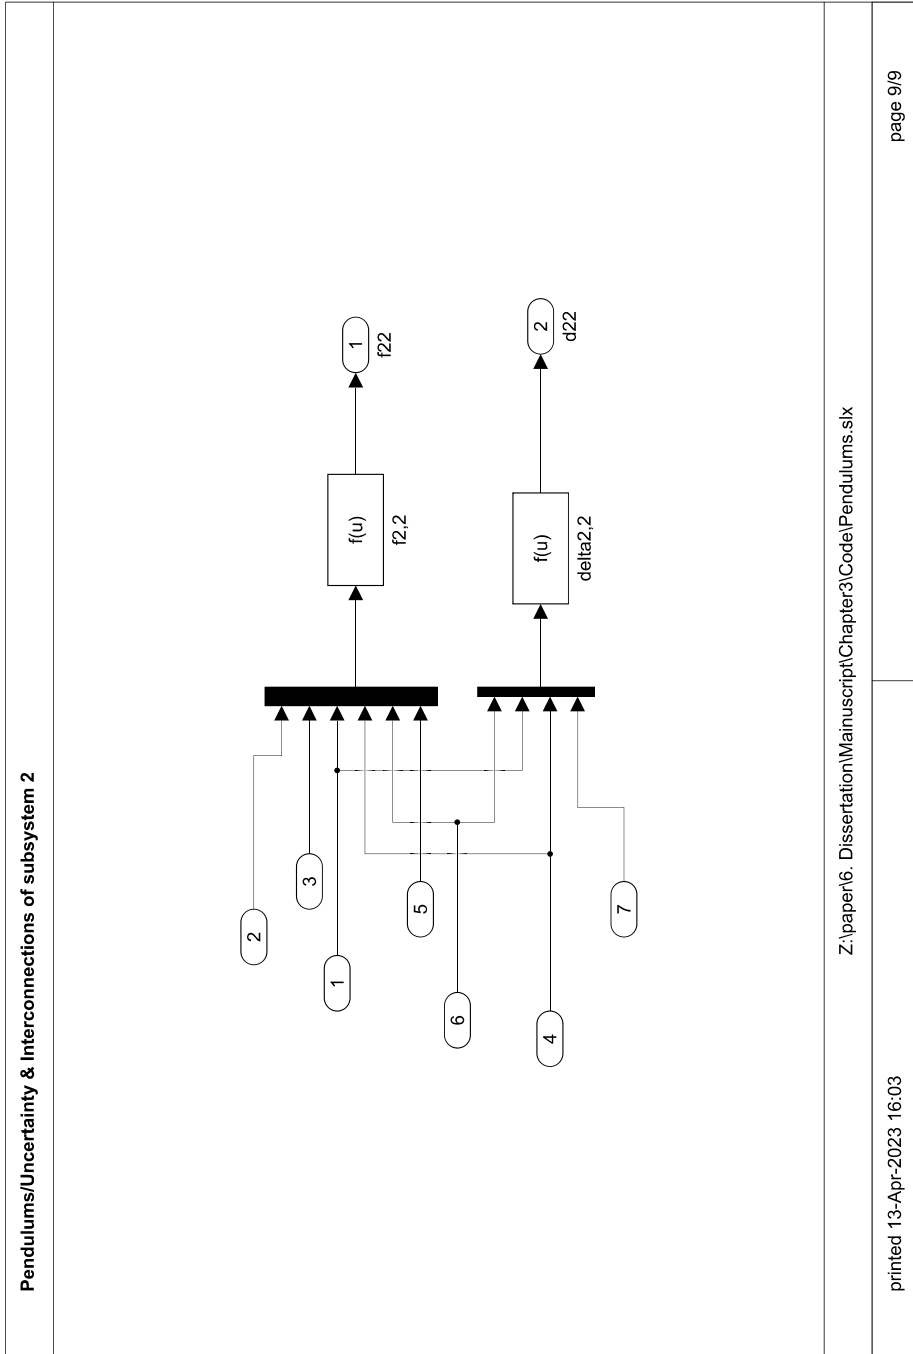 Pendulums/Uncertainty & Interconnections of subsystem 2
2
3
1
5
6
4
7
f(u)
f2,2
1
f22
f(u)
delta2,2
2
d22
Z:\paper\6. Dissertation\Mainuscript\Chapter3\Code\Pendulums.slx
printed 13-Apr-2023 16:03
page 9/9